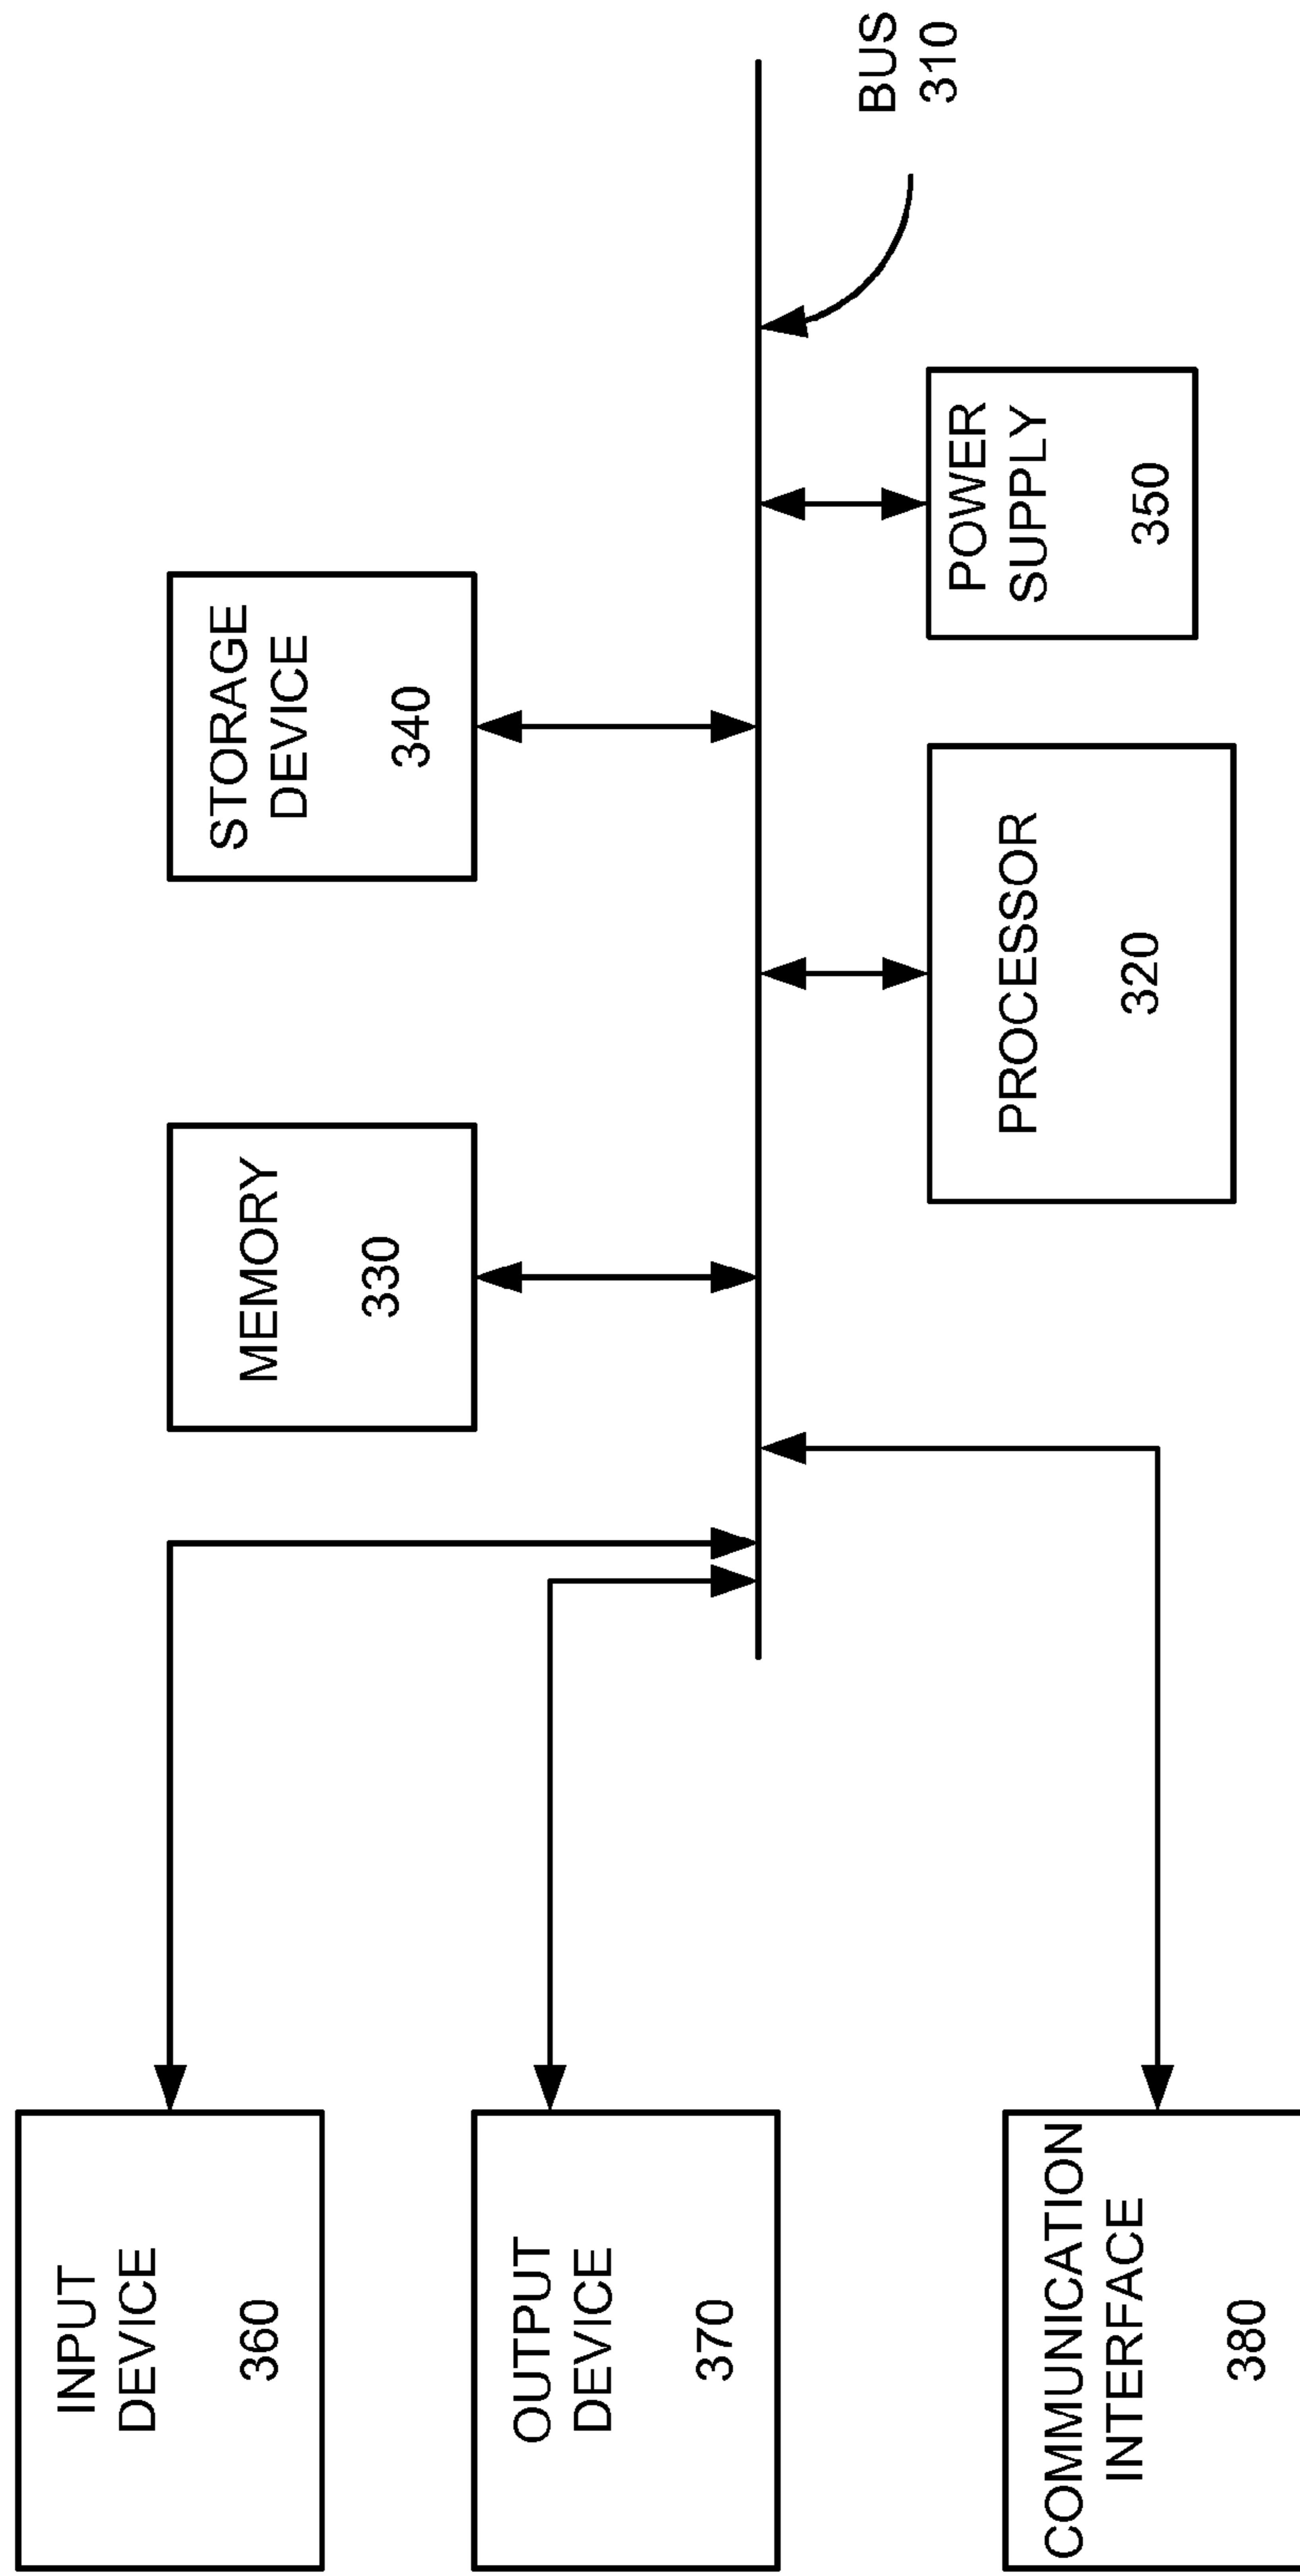 INPUT
DEVICE
360
MEMORY
330
STORAGE
DEVICE
340
OUTPUT
DEVICE
370
BUS
310
PROCESSOR
320
POWER
SUPPLY
350
COMMUNICATION
INTERFACE
380